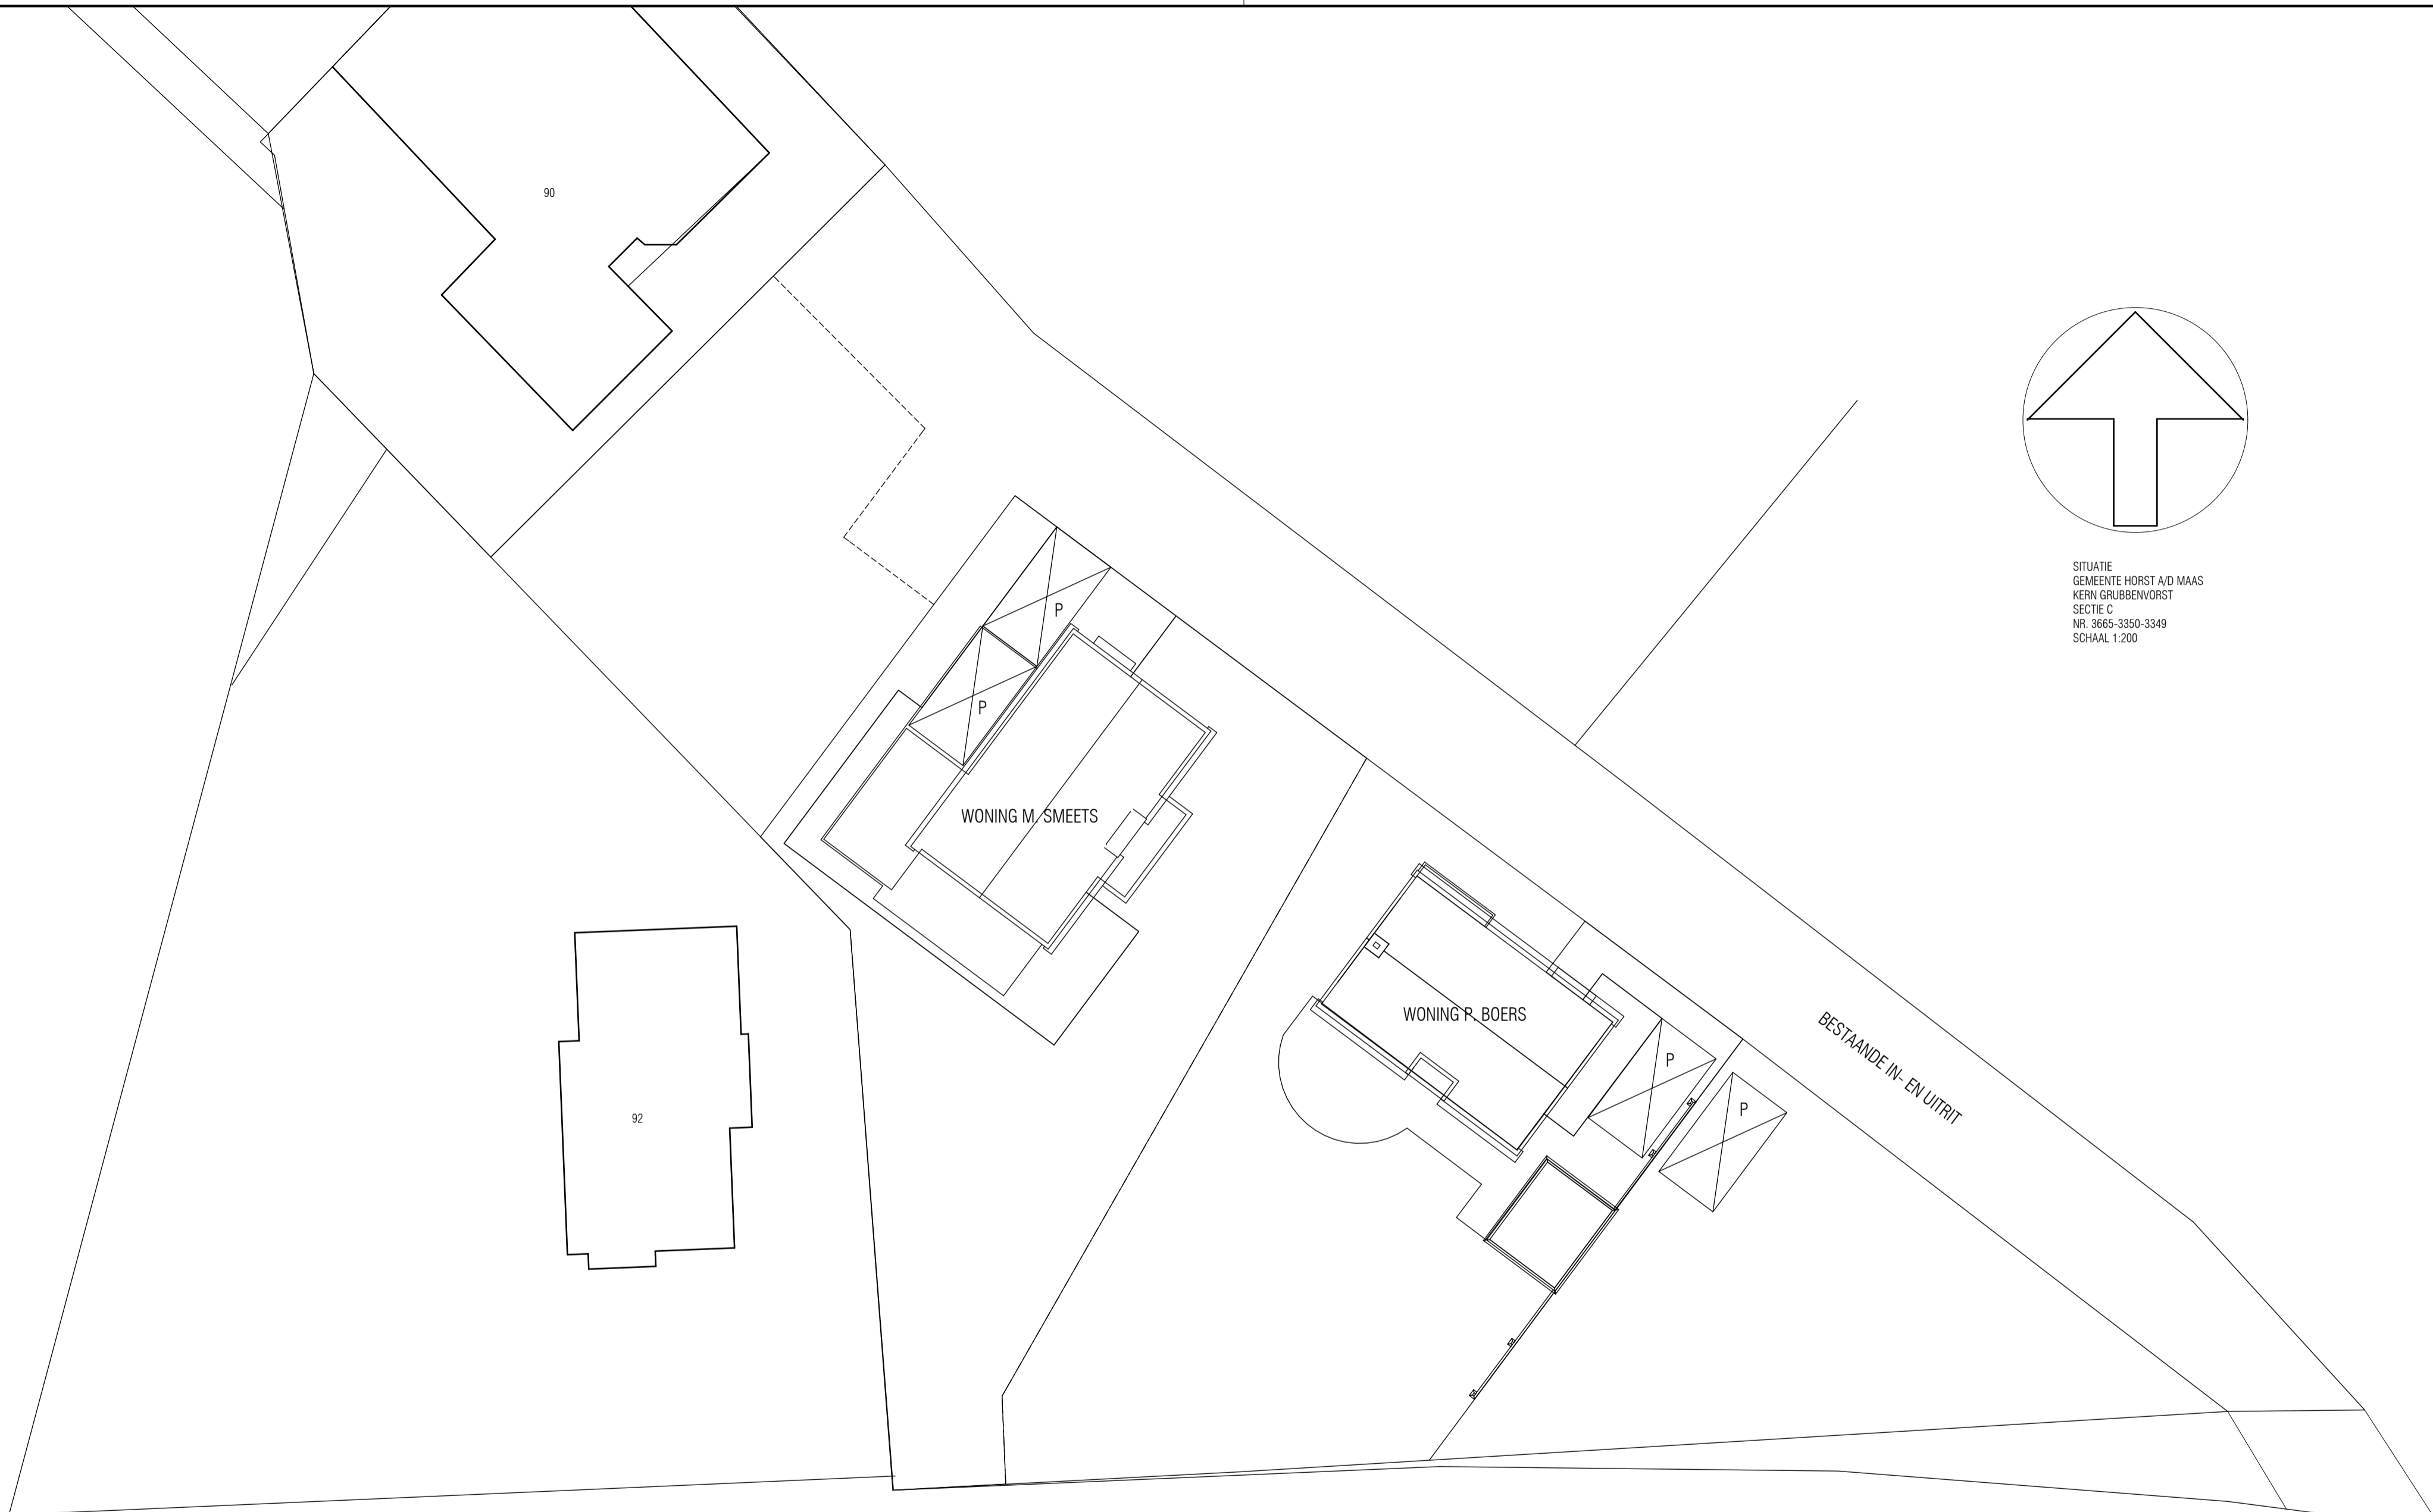 90
SITUATIE
GEMEENTE HORST A/D MAAS
KERN GRUBBENVORST
SECTIE C
NR. 3665-3350-3349
SCHAAL 1:200
P
P
WONING M. SMEETS
WONING P. BOERS
BESTAANDE IN- EN UITRIT
P
P
92